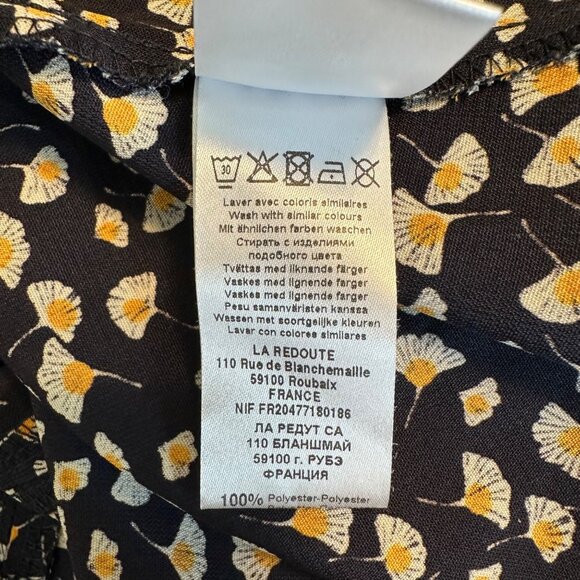 30
Laver avec coloris similaires
Wash with similar colours
Mit ähnlichen farben waschen
Стирать с изделиями
подобного цвета
Tvättas med liknande färger
Vaskes med lignende farger
Vaskes med lignende farver
Pesu samanväristen kanssa
Wassen met soortgelijke kleuren
Lavar con colores similares
LA REDOUTE
110 Rue de Blanchemaille
59100 Roubaix
FRANCE
NIF FR20477180186
ЛА РЕДУТ СА
110 БЛАНШМАЙ
59100 г. РУБЭ
ФРАНЦИЯ
100% Polyester-Polyester